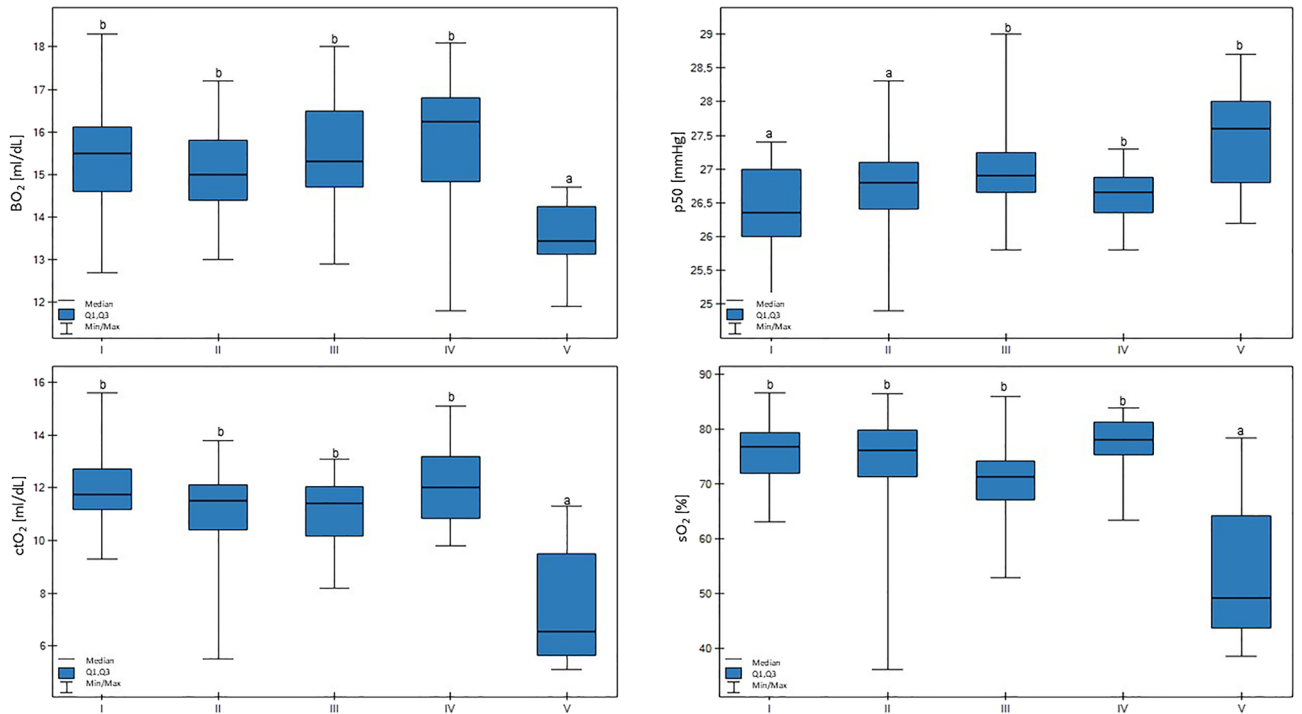 b
b
b
b
a
18
17
16
15
14
13
12
BO2 [ml/dL]
Median
Q1,Q3
Min/Max
I II III IV V
a
a
b
b
b
29
28.5
28
27.5
27
26.5
26
25.5
25
p50 [mmHg]
Median
Q1,Q3
Min/Max
I II III IV V
b
b
b
b
a
16
14
12
10
8
6
ctO2 [ml/dL]
Median
Q1,Q3
Min/Max
I II III IV V
b
b
b
b
a
90
80
70
60
50
40
sO2 [%]
Median
Q1,Q3
Min/Max
I II III IV V